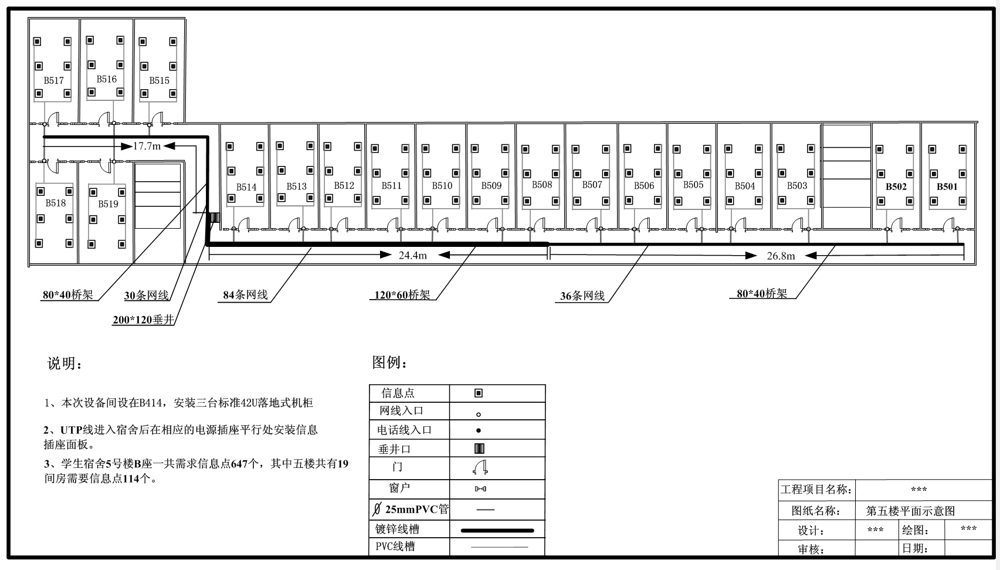 B517
B516
B515
17.7m
B518
B519
B514
B513
B512
B511
B510
B509
B508
B507
B506
B505
B504
B503
B502
B501
24.4m
26.8m
80*40桥架
30条网线
84条网线
120*60桥架
36条网线
80*40桥架
200*120垂井
说明：
1、本次设备间设在B414，安装三台标准42U落地式机柜
2、UTP线进入宿舍后在相应的电源插座平行处安装信息
插座面板。
3、学生宿舍5号楼B座一共需求信息点647个，其中五楼共有19
间房需要信息点114个。
图例：
信息点
网线入口
电话线入口
垂井口
门
窗户
Ø 25mmPVC管
镀锌线槽
PVC线槽
工程项目名称： ***
图纸名称： 第五楼平面示意图
设计： *** 绘图： ***
审核： 日期：